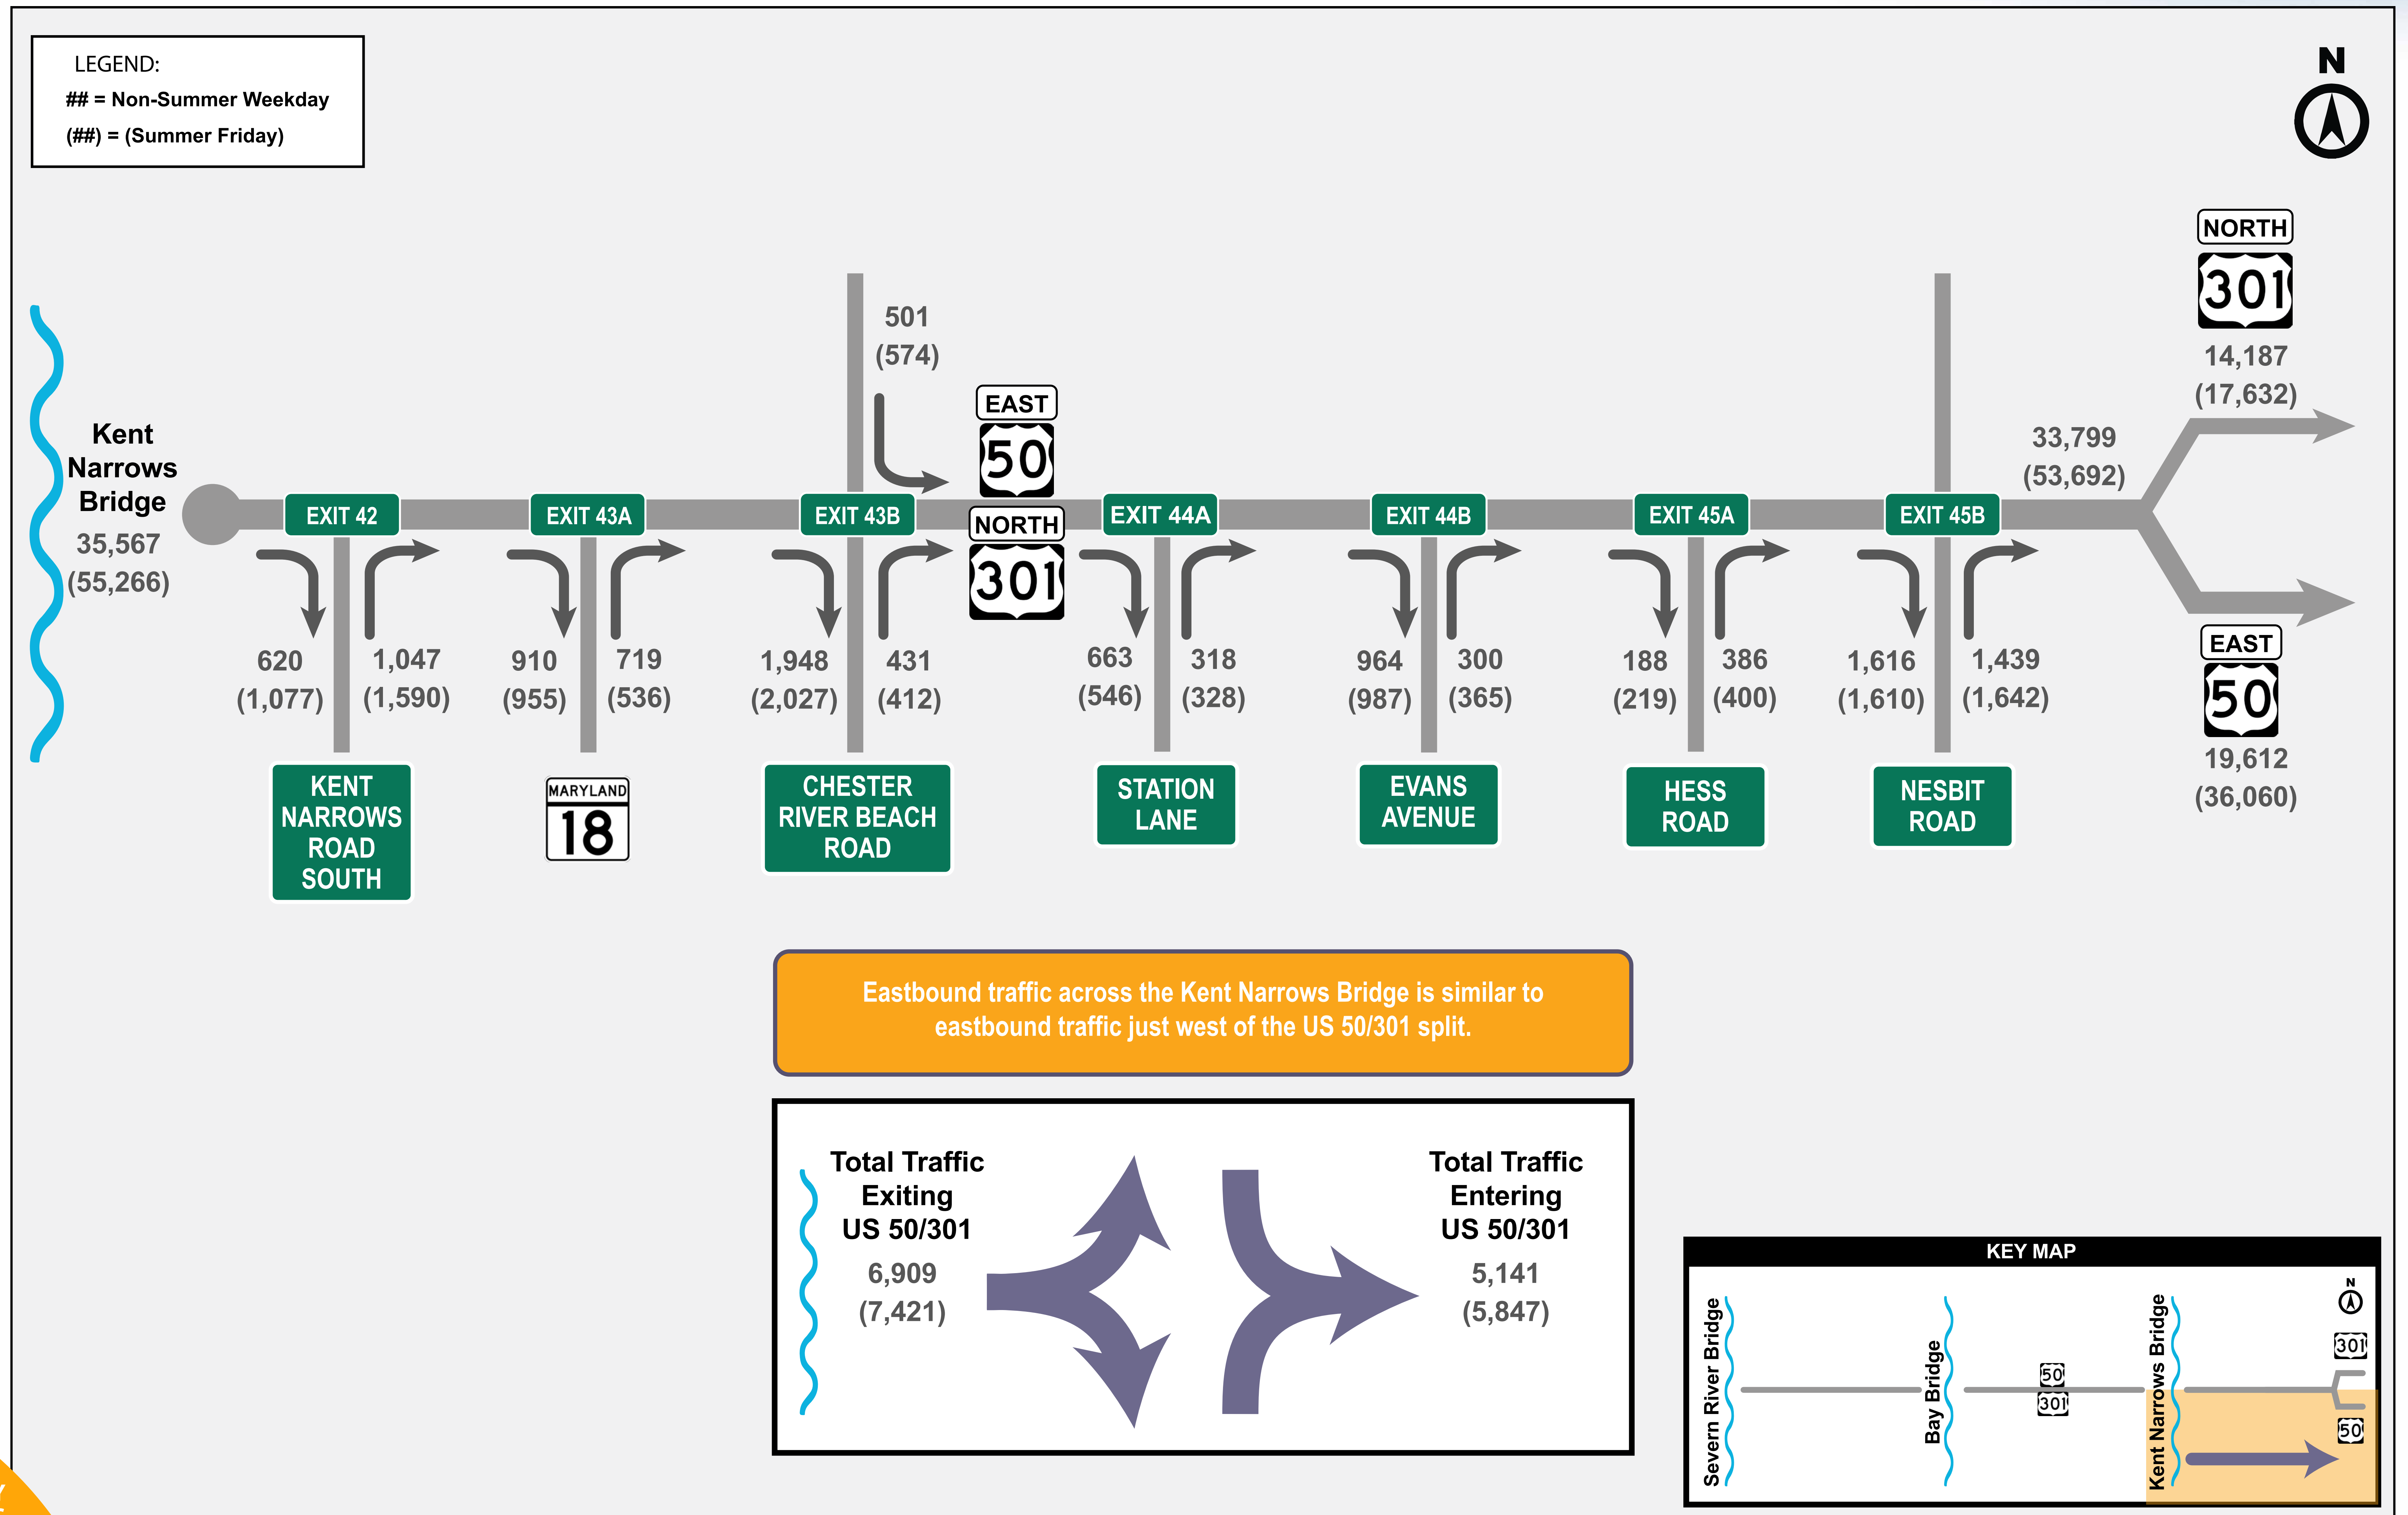 LEGEND:
## = Non-Summer Weekday
(##) = (Summer Friday)
N
Kent
Narrows
Bridge
35,567
(55,266)
EXIT 42
620
(1,077)
1,047
(1,590)
KENT
NARROWS
ROAD
SOUTH
EXIT 43A
910
(955)
719
(536)
MARYLAND
18
501
(574)
EXIT 43B
1,948
(2,027)
431
(412)
CHESTER
RIVER BEACH
ROAD
EAST
50
NORTH
301
EXIT 44A
663
(546)
318
(328)
STATION
LANE
EXIT 44B
964
(987)
300
(365)
EVANS
AVENUE
EXIT 45A
188
(219)
386
(400)
HESS
ROAD
EXIT 45B
1,616
(1,610)
1,439
(1,642)
NESBIT
ROAD
33,799
(53,692)
NORTH
301
14,187
(17,632)
EAST
50
19,612
(36,060)
Eastbound traffic across the Kent Narrows Bridge is similar to
eastbound traffic just west of the US 50/301 split.
Total Traffic
Exiting
US 50/301
6,909
(7,421)
Total Traffic
Entering
US 50/301
5,141
(5,847)
KEY MAP
Severn River Bridge
Bay Bridge
50
301
Kent Narrows Bridge
N
301
50